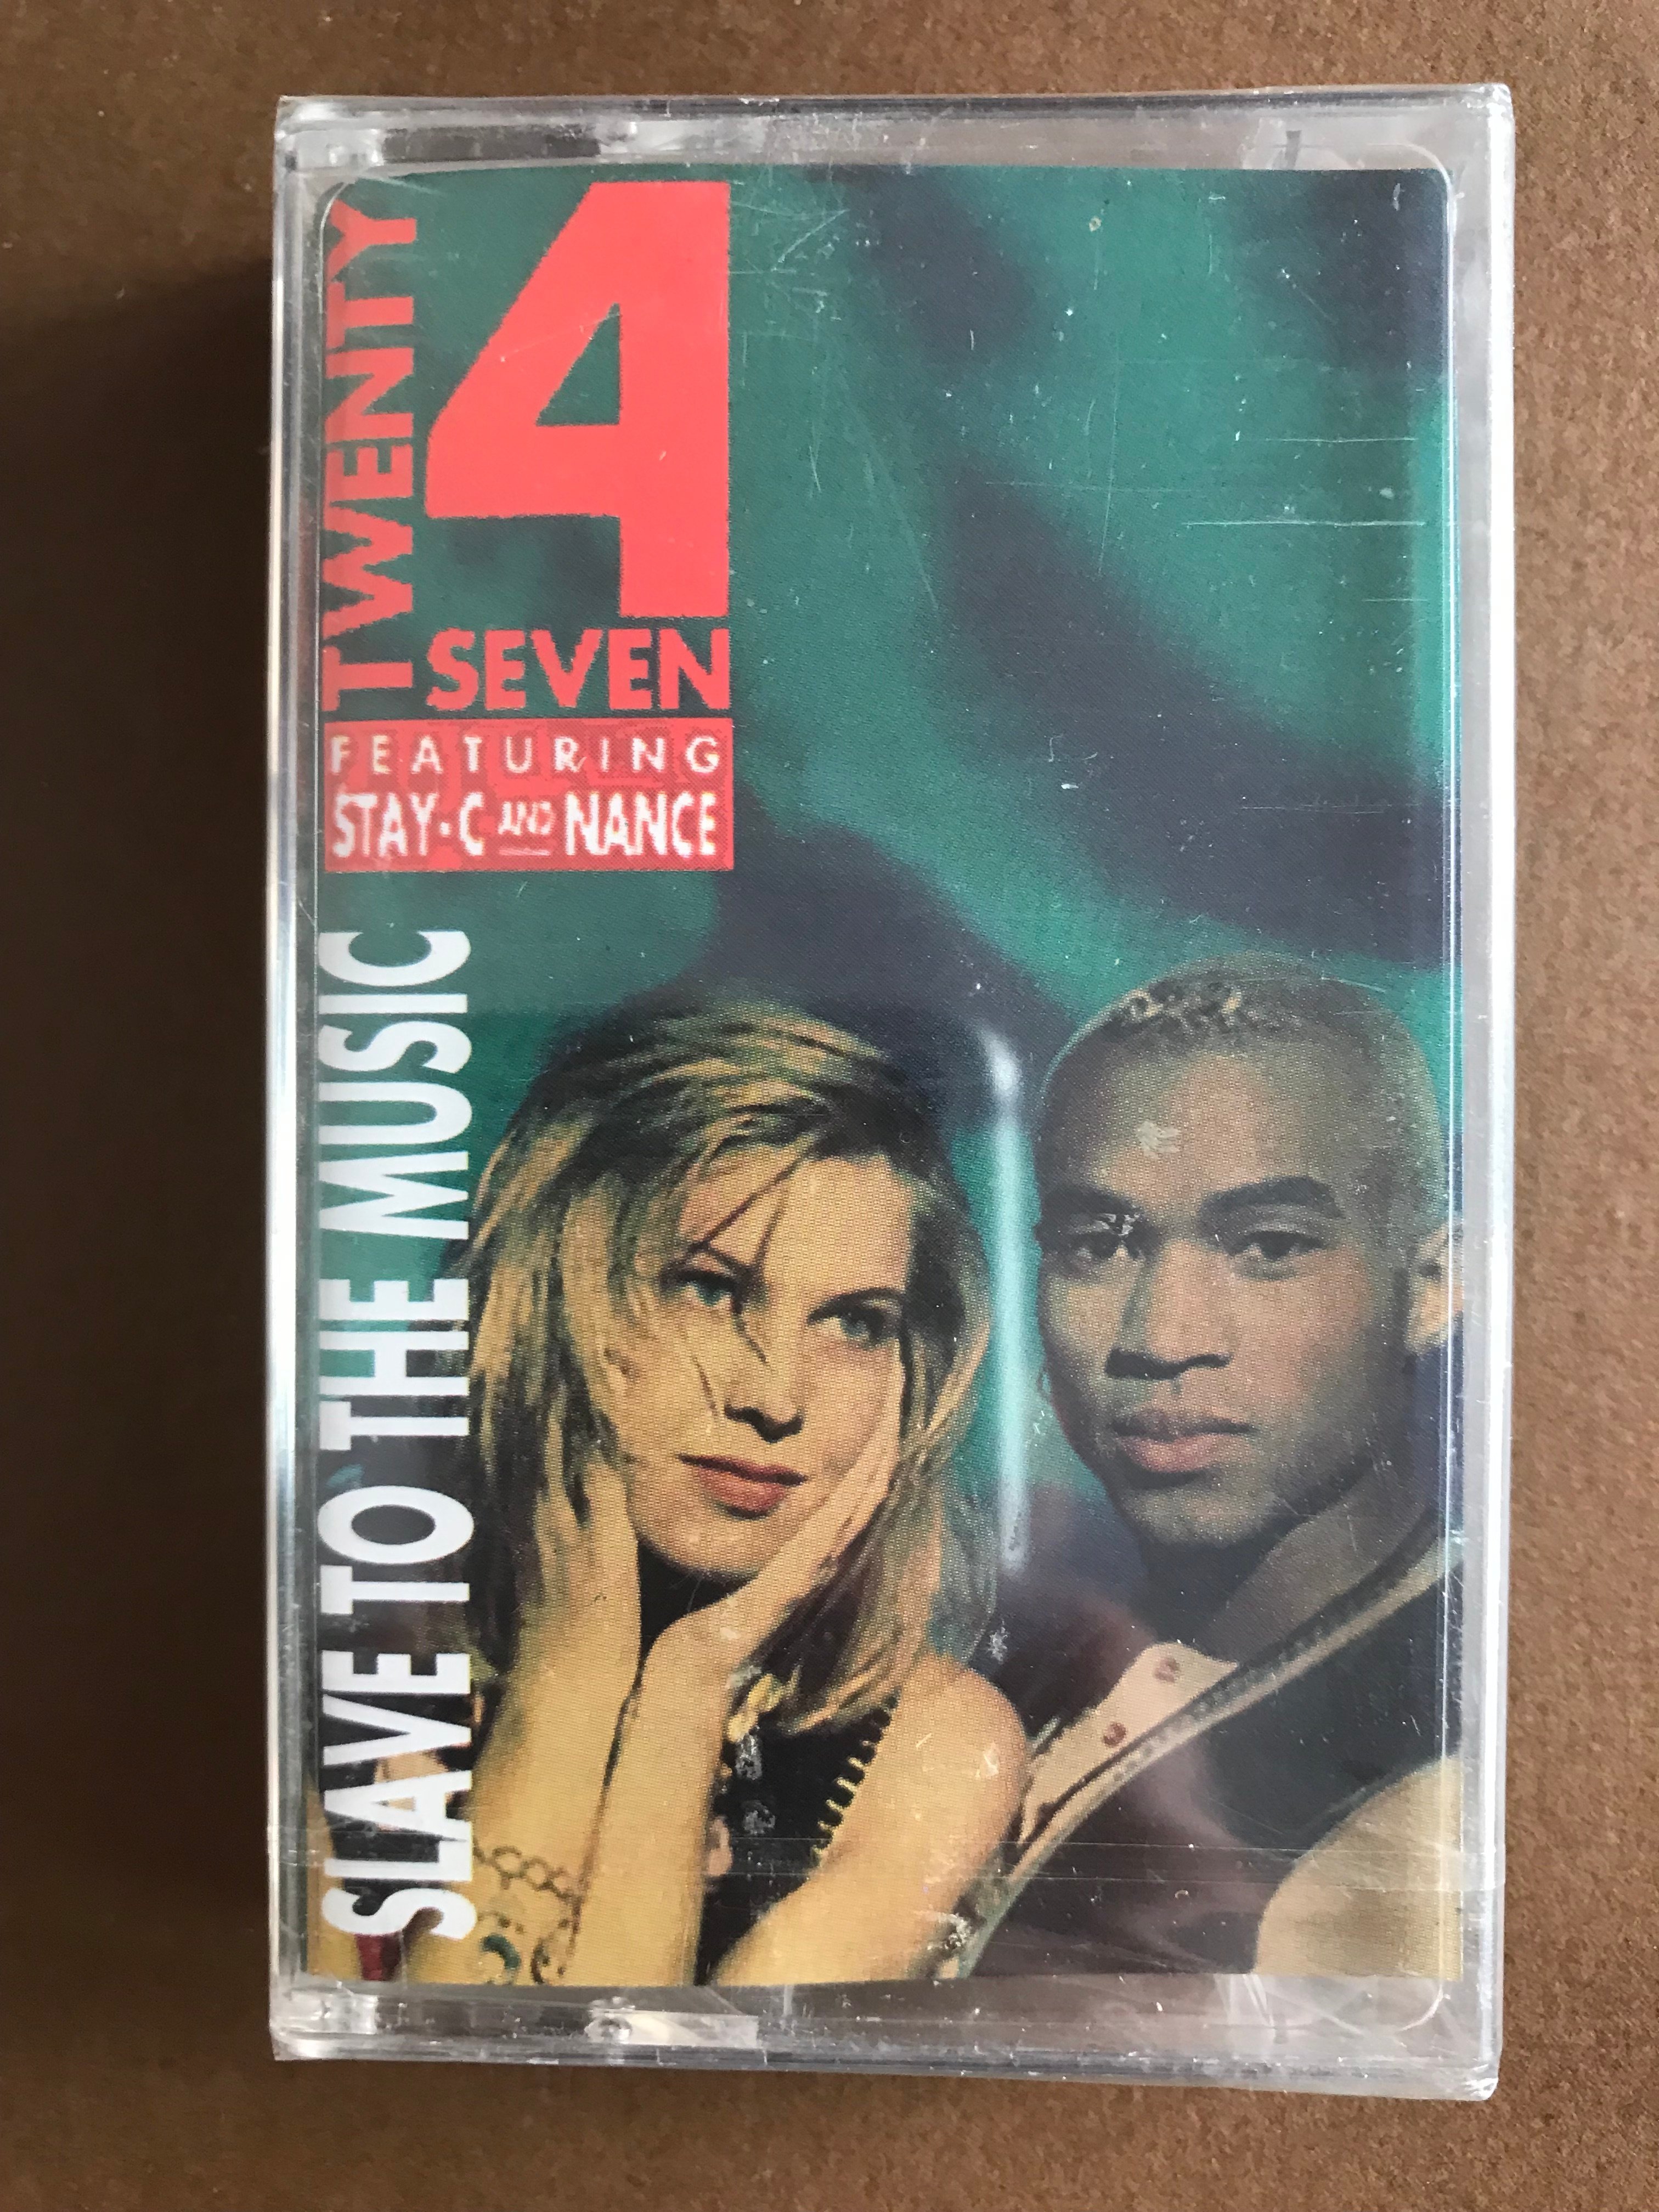 TWENTY
4
SEVEN
FEATURING
STAY·C AND NANCE
SLAVE TO THE MUSIC